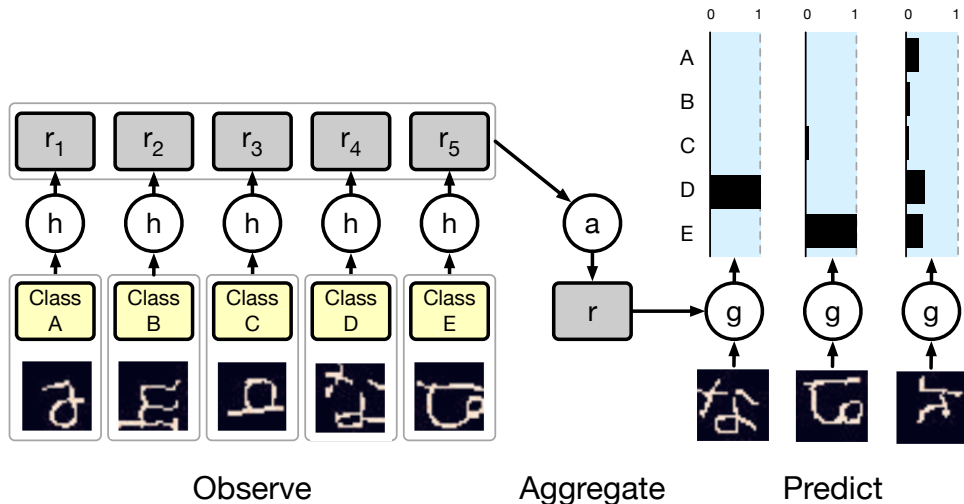 0 1 0 1 0 1
A
B
C
D
E
r1 r2 r3 r4 r5
h h h h h a
Class A Class B Class C Class D Class E
r g g g
Observe Aggregate Predict